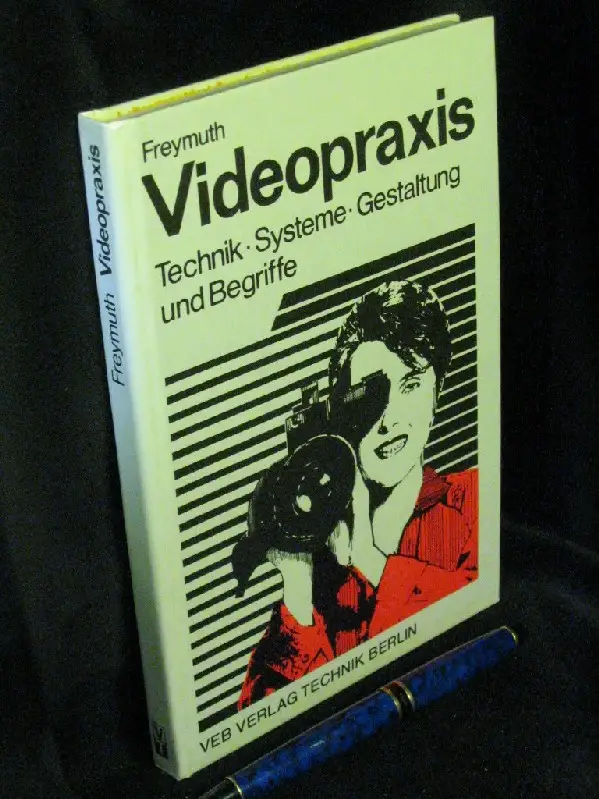 Freymuth
Videopraxis
Technik · Systeme · Gestaltung
und Begriffe
VEB VERLAG TECHNIK BERLIN
Freymuth Videopraxis